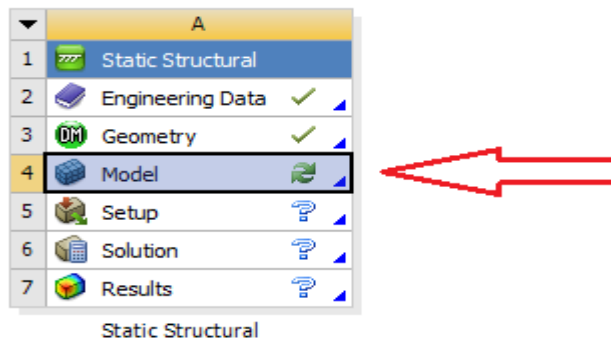 A
1 Static Structural
2 Engineering Data
3 DM Geometry
4 Model
5 Setup ?
6 Solution ?
7 Results ?
Static Structural